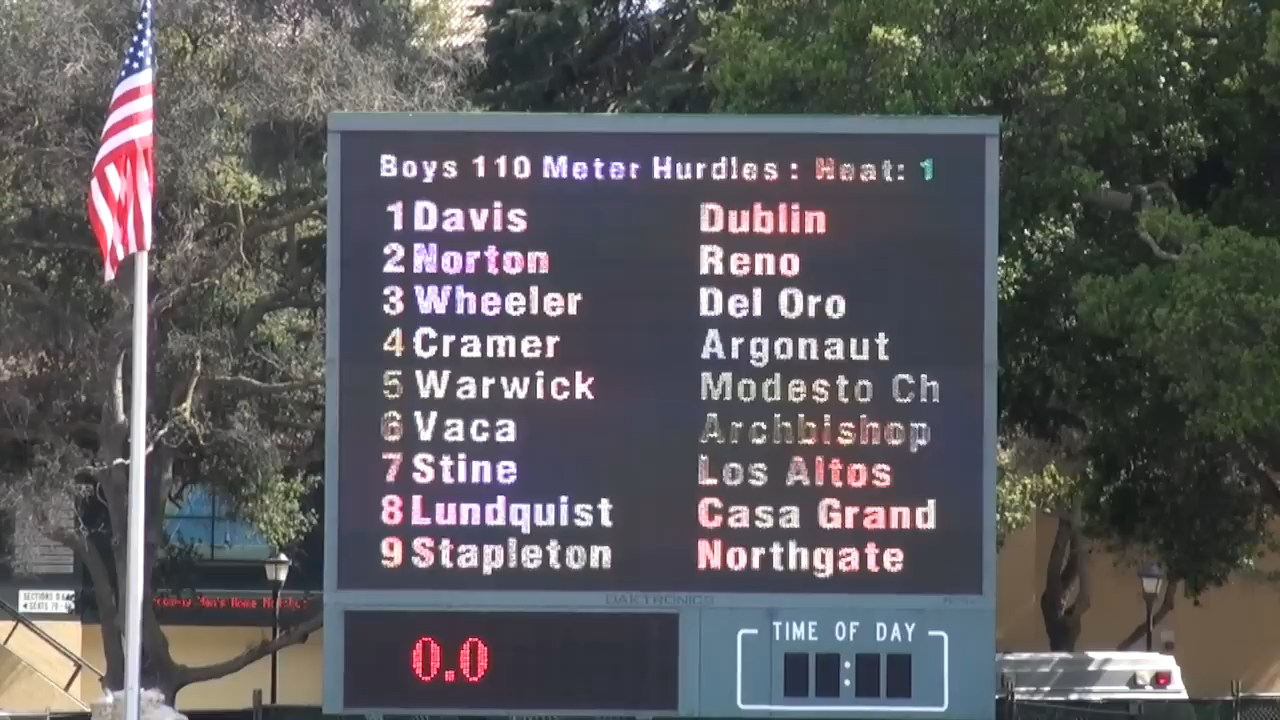 Boys 110 Meter Hurdles : Heat: 1
1 Davis Dublin
2 Norton Reno
3 Wheeler Del Oro
4 Cramer Argonaut
5 Warwick Modesto Ch
6 Vaca Archbishop
7 Stine Los Altos
8 Lundquist Casa Grand
9 Stapleton Northgate
DAKTRONICS
0.0
TIME OF DAY
: